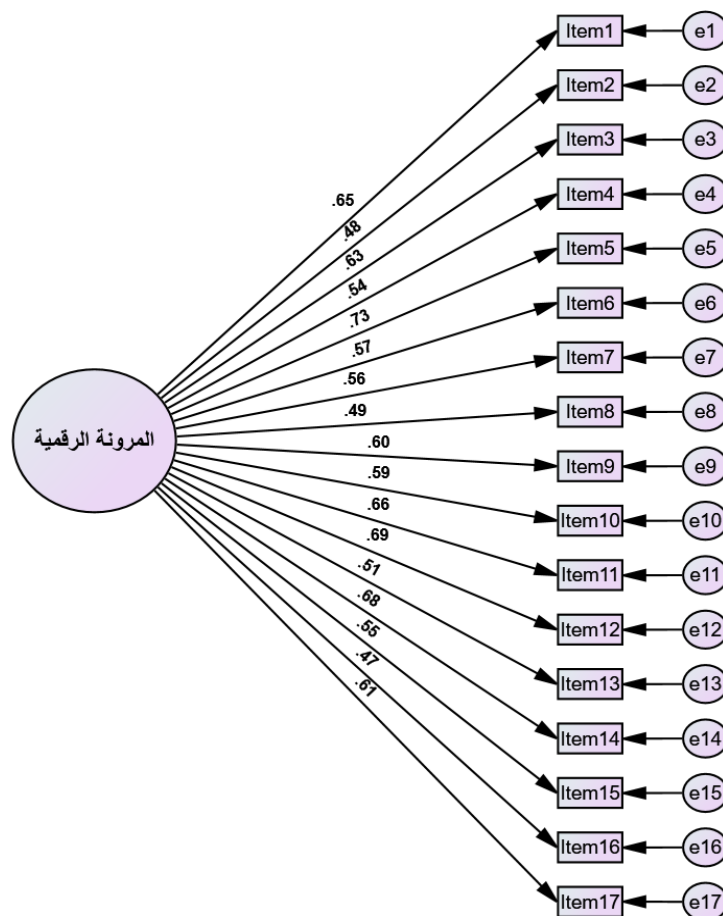 Item1 e1
Item2 e2
Item3 e3
Item4 e4
.65
.48
.63
Item5 e5
.54
.73
Item6 e6
.57
Item7 e7
.56
Item8 e8
.49
المرونة الرقمية
.60
Item9 e9
.59
.66
Item10 e10
.69
.51
Item11 e11
.68
.55
Item12 e12
.47
.61
Item13 e13
Item14 e14
Item15 e15
Item16 e16
Item17 e17